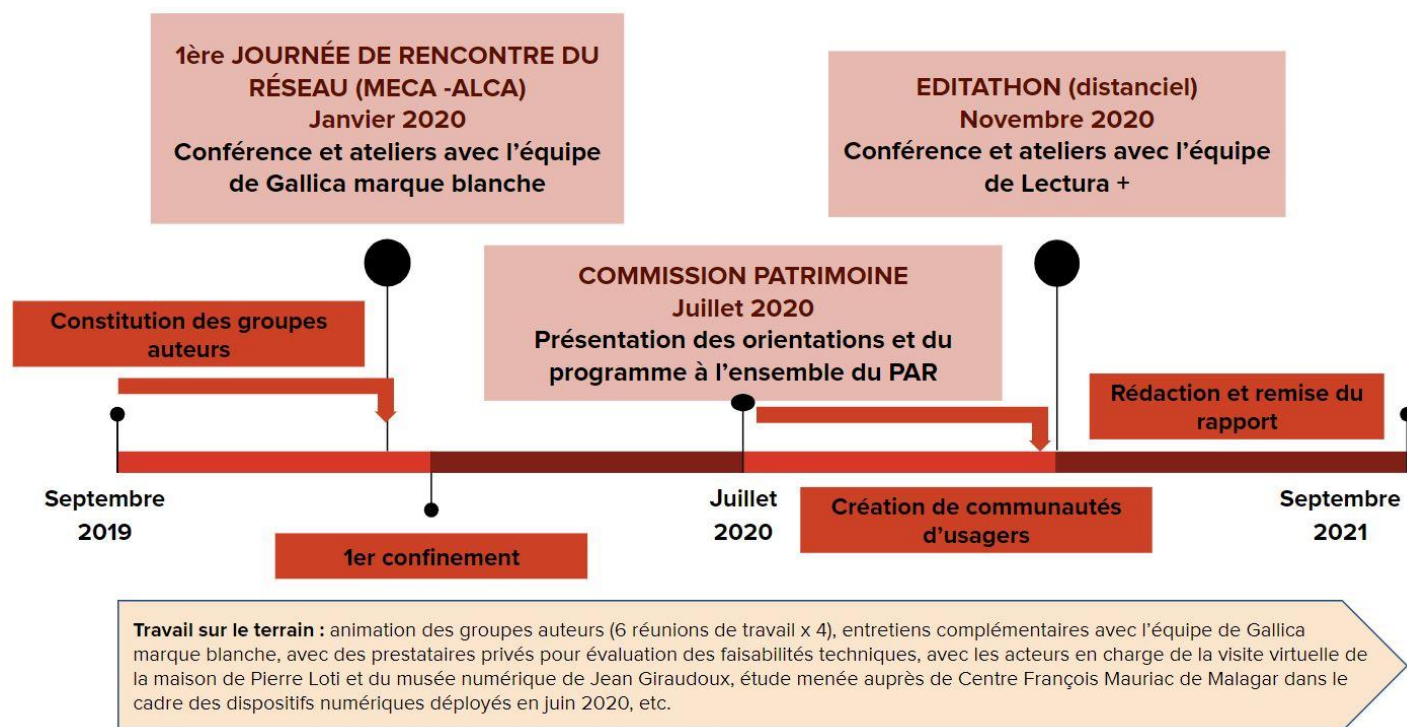 1ère JOURNÉE DE RENCONTRE DU
RÉSEAU (MECA -ALCA)
Janvier 2020
Conférence et ateliers avec l'équipe
de Gallica marque blanche
EDITATHON (distanciel)
Novembre 2020
Conférence et ateliers avec l'équipe
de Lectura +
COMMISSION PATRIMOINE
Juillet 2020
Présentation des orientations et du
programme à l'ensemble du PAR
Constitution des groupes
auteurs
Rédaction et remise du
rapport
Septembre
2019
1er confinement
Juillet
2020
Création de communautés
d'usagers
Septembre
2021
Travail sur le terrain : animation des groupes auteurs (6 réunions de travail x 4), entretiens complémentaires avec l'équipe de Gallica
marque blanche, avec des prestataires privés pour évaluation des faisabilités techniques, avec les acteurs en charge de la visite virtuelle de
la maison de Pierre Loti et du musée numérique de Jean Giraudoux, étude menée auprès de Centre François Mauriac de Malagar dans le
cadre des dispositifs numériques déployés en juin 2020, etc.